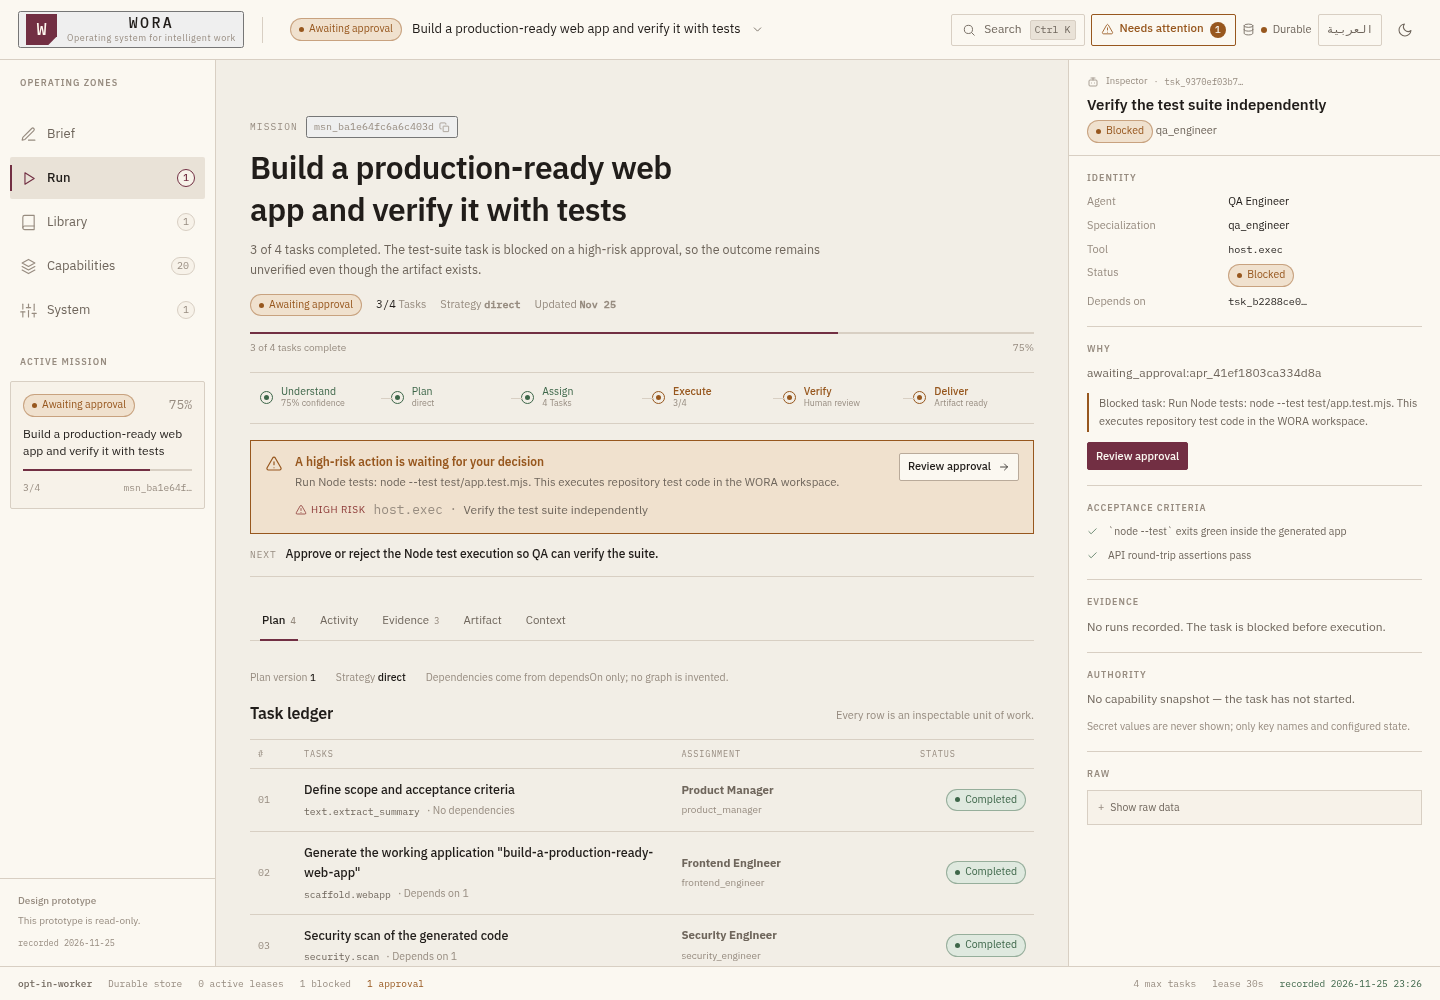 W
WORA
Operating system for intelligent work
Awaiting approval
Build a production-ready web app and verify it with tests
Search Ctrl K
Needs attention 1
Durable
العربية
OPERATING ZONES
Brief
Run 1
Library 1
Capabilities 20
System 1
ACTIVE MISSION
Awaiting approval 75%
Build a production-ready web
app and verify it with tests
3/4 msn_ba1e64f…
Design prototype
This prototype is read-only.
recorded 2026-11-25
MISSION msn_ba1e64fc6a6c403d
Build a production-ready web
app and verify it with tests
3 of 4 tasks completed. The test-suite task is blocked on a high-risk approval, so the outcome remains
unverified even though the artifact exists.
Awaiting approval 3/4 Tasks Strategy direct Updated Nov 25
3 of 4 tasks complete 75%
Understand Plan Assign Execute Verify Deliver
75% confidence direct 4 Tasks 3/4 Human review Artifact ready
A high-risk action is waiting for your decision
Run Node tests: node --test test/app.test.mjs. This executes repository test code in the WORA workspace.
HIGH RISK host.exec · Verify the test suite independently
Review approval →
NEXT Approve or reject the Node test execution so QA can verify the suite.
Plan 4 Activity Evidence 3 Artifact Context
Plan version 1 Strategy direct Dependencies come from dependsOn only; no graph is invented.
Task ledger Every row is an inspectable unit of work.
# TASKS ASSIGNMENT STATUS
01 Define scope and acceptance criteria Product Manager Completed
text.extract_summary · No dependencies product_manager
02 Generate the working application "build-a-production-ready-
web-app" Frontend Engineer Completed
scaffold.webapp · Depends on 1 frontend_engineer
03 Security scan of the generated code Security Engineer Completed
security.scan · Depends on 1 security_engineer
Inspector · tsk_9370ef03b7…
Verify the test suite independently
Blocked qa_engineer
IDENTITY
Agent QA Engineer
Specialization qa_engineer
Tool host.exec
Status Blocked
Depends on tsk_b2288ce0…
WHY
awaiting_approval:apr_41ef1803ca334d8a
Blocked task: Run Node tests: node --test test/app.test.mjs. This
executes repository test code in the WORA workspace.
Review approval
ACCEPTANCE CRITERIA
`node --test` exits green inside the generated app
API round-trip assertions pass
EVIDENCE
No runs recorded. The task is blocked before execution.
AUTHORITY
No capability snapshot — the task has not started.
Secret values are never shown; only key names and configured state.
RAW
+ Show raw data
opt-in-worker Durable store 0 active leases 1 blocked 1 approval
4 max tasks lease 30s recorded 2026-11-25 23:26